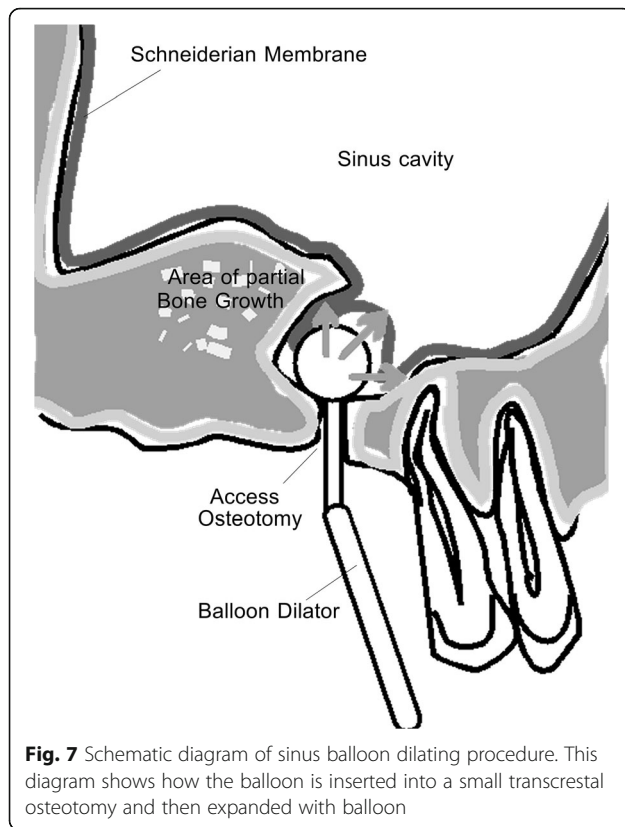 Schneiderian Membrane
Sinus cavity
Area of partial
Bone Growth
Access
Osteotomy
Balloon Dilator
Fig. 7 Schematic diagram of sinus balloon dilating procedure. This
diagram shows how the balloon is inserted into a small transcrestal
osteotomy and then expanded with balloon